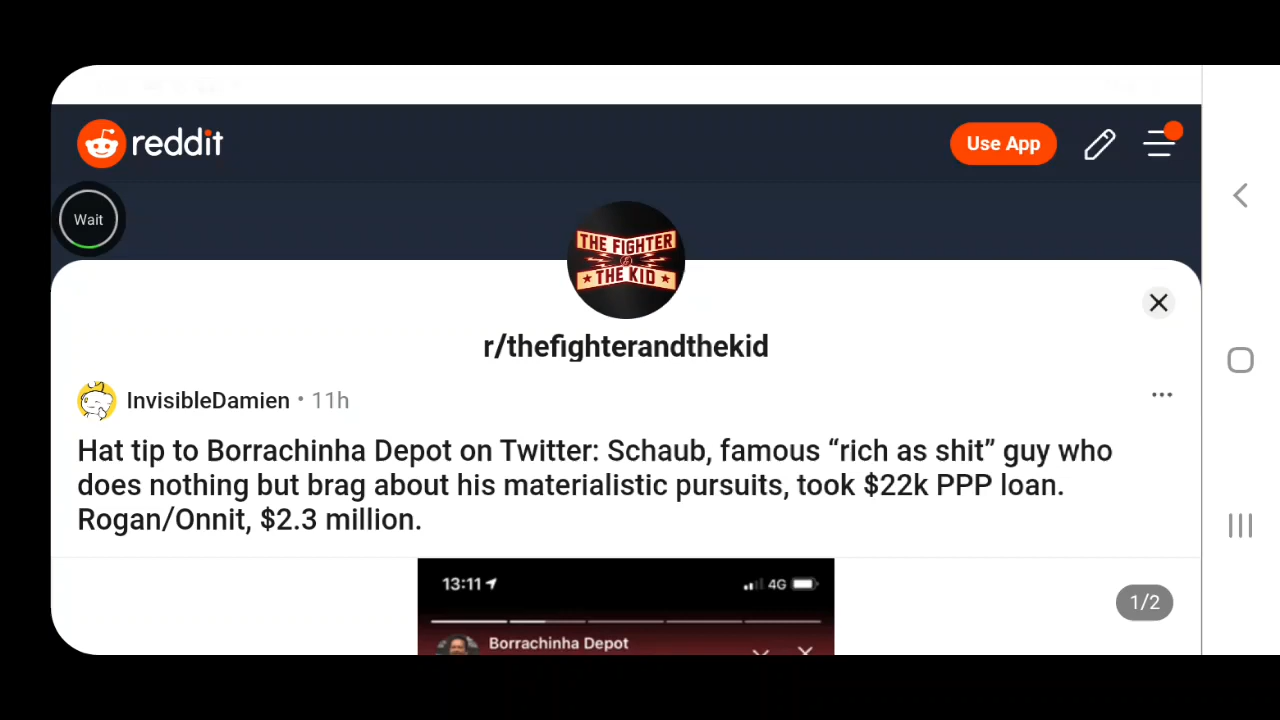 reddit
Use App
Wait
THE FIGHTER
&
THE KID
r/thefighterandthekid
InvisibleDamien • 11h
Hat tip to Borrachinha Depot on Twitter: Schaub, famous “rich as shit” guy who
does nothing but brag about his materialistic pursuits, took $22k PPP loan.
Rogan/Onnit, $2.3 million.
13:11
4G
1/2
Borrachinha Depot